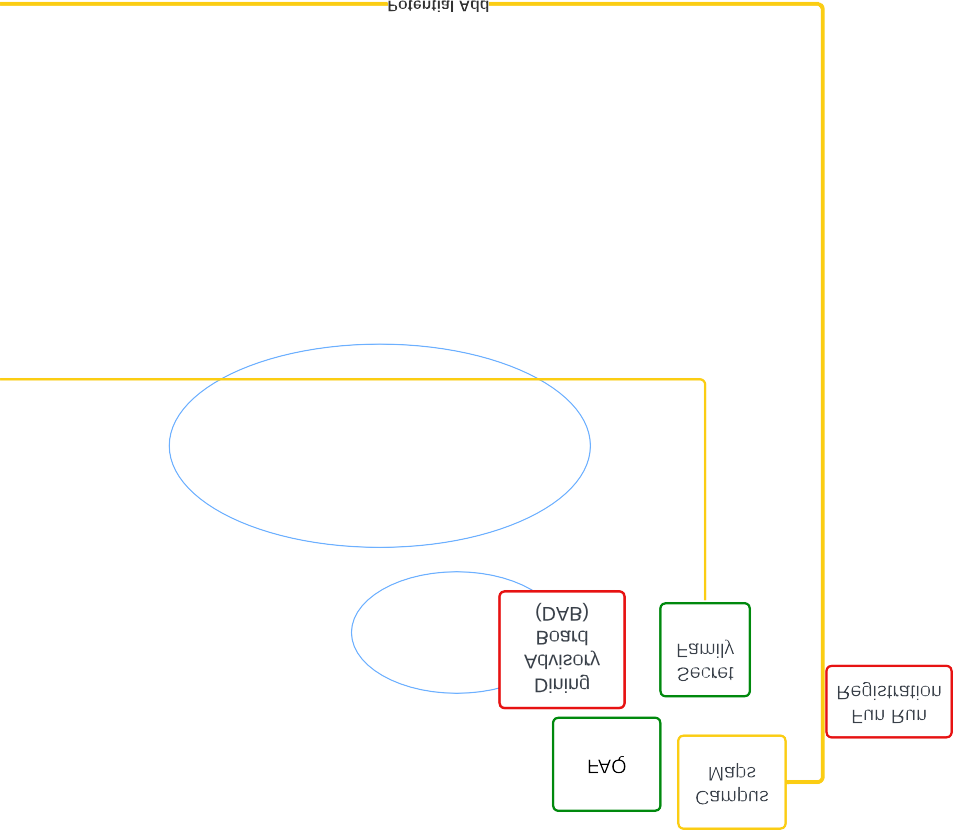 Campus
Maps
FAQ
Fun Run
Registration
Dining
Advisory
Board
(DAB)
Secret
Family
Potential Add